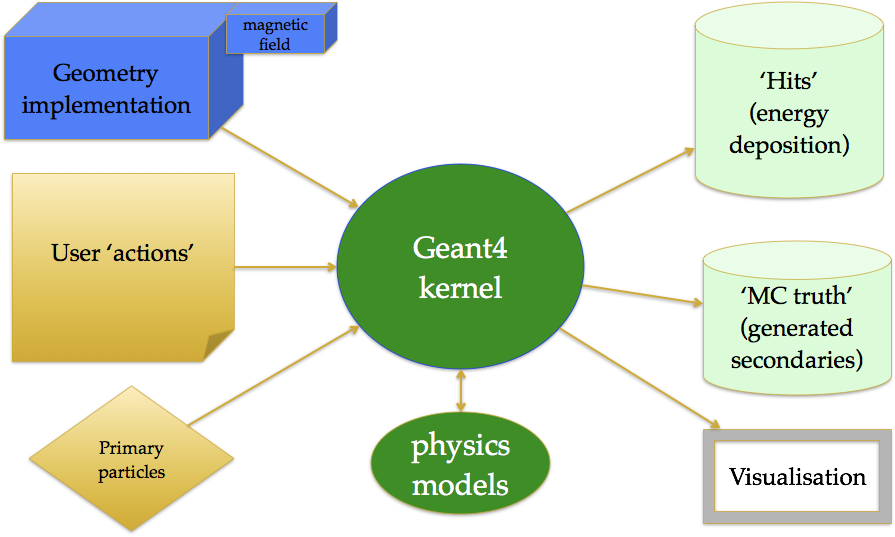 magnetic
field
Geometry
implementation
‘Hits’
(energy
deposition)
User ‘actions’
Geant4
kernel
‘MC truth’
(generated
secondaries)
Primary
particles
physics
models
Visualisation